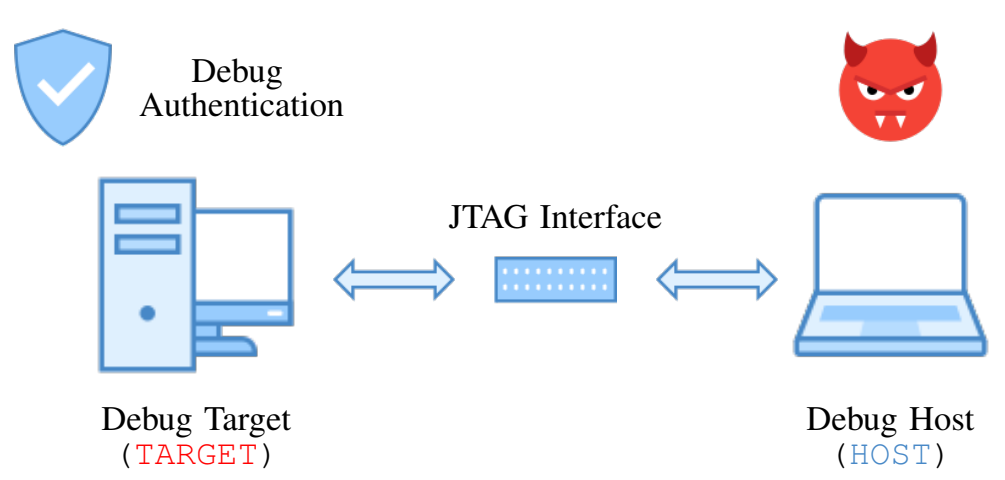 Debug
Authentication
JTAG Interface
Debug Target
(TARGET)
Debug Host
(HOST)